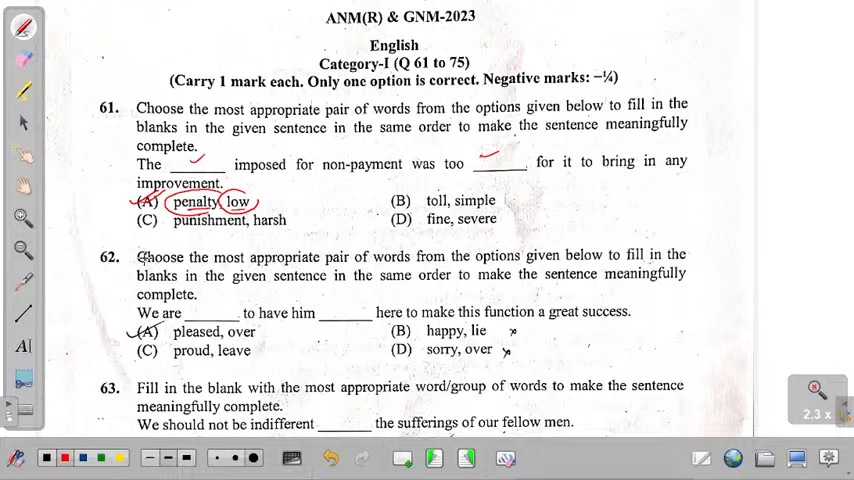 ANM(R) & GNM-2023
English
Category-I (Q 61 to 75)
(Carry 1 mark each. Only one option is correct. Negative marks: –¼)
61. Choose the most appropriate pair of words from the options given below to fill in the
blanks in the given sentence in the same order to make the sentence meaningfully
complete.
The ______ imposed for non-payment was too ______ for it to bring in any
improvement.
(A) penalty, low (B) toll, simple
(C) punishment, harsh (D) fine, severe
62. Choose the most appropriate pair of words from the options given below to fill in the
blanks in the given sentence in the same order to make the sentence meaningfully
complete.
We are ______ to have him ______ here to make this function a great success.
(A) pleased, over (B) happy, lie
(C) proud, leave (D) sorry, over
63. Fill in the blank with the most appropriate word/group of words to make the sentence
meaningfully complete.
We should not be indifferent ______ the sufferings of our fellow men.
2.3 x
A